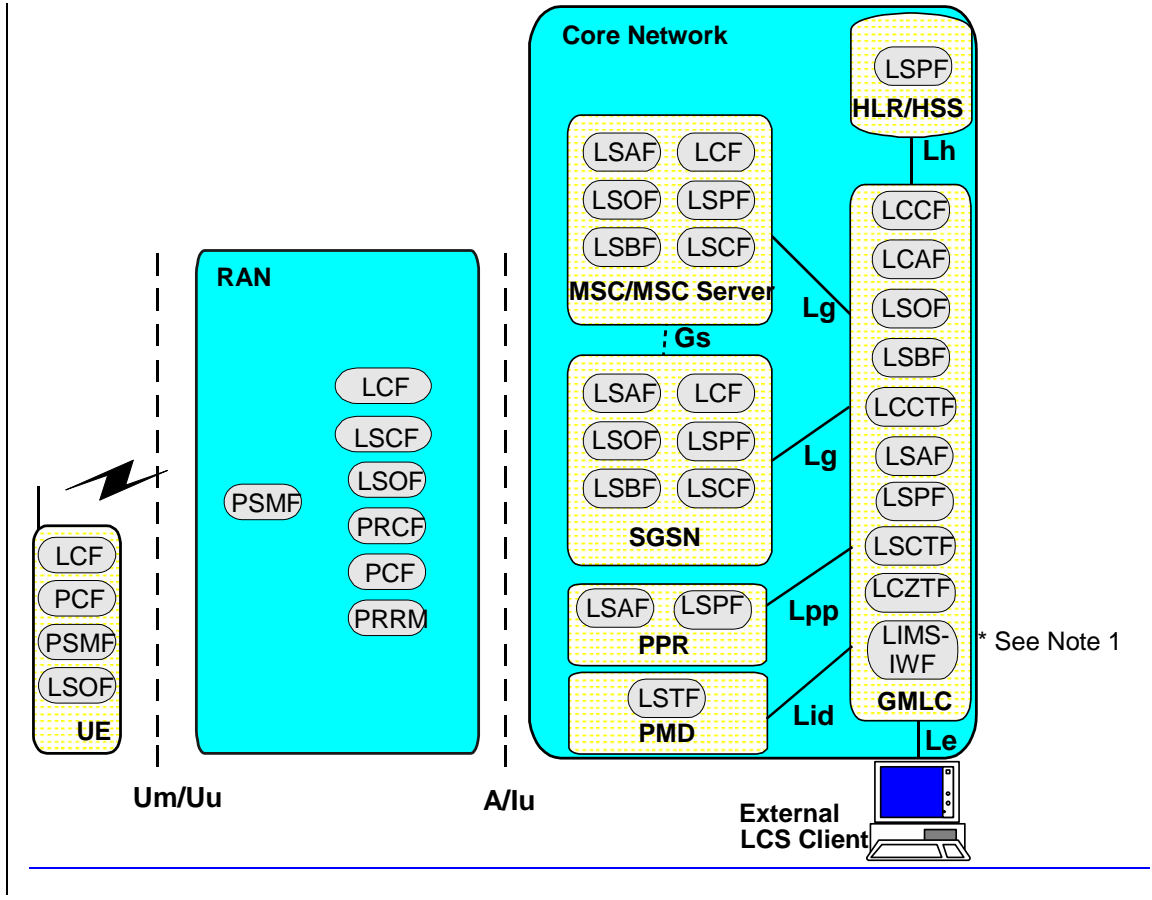 Core Network
LSPF
HLR/HSS
Lh
LSAF LCF
LSOF LSPF
LSBF LSCF
MSC/MSC Server
Lg
Gs
LSAF LCF
LSOF LSPF
LSBF LSCF
SGSN
Lg
LSAF LSPF
PPR
Lpp
LSTF
PMD
Lid
LCCF
LCAF
LSOF
LSBF
LCCTF
LSAF
LSPF
LSCTF
LCZTF
LIMS-
IWF
GMLC
* See Note 1
Le
RAN
LCF
LSCF
LSOF
PSMF
PRCF
PCF
PRRM
LCF
PCF
PSMF
LSOF
UE
Um/Uu
A/Iu
External
LCS Client